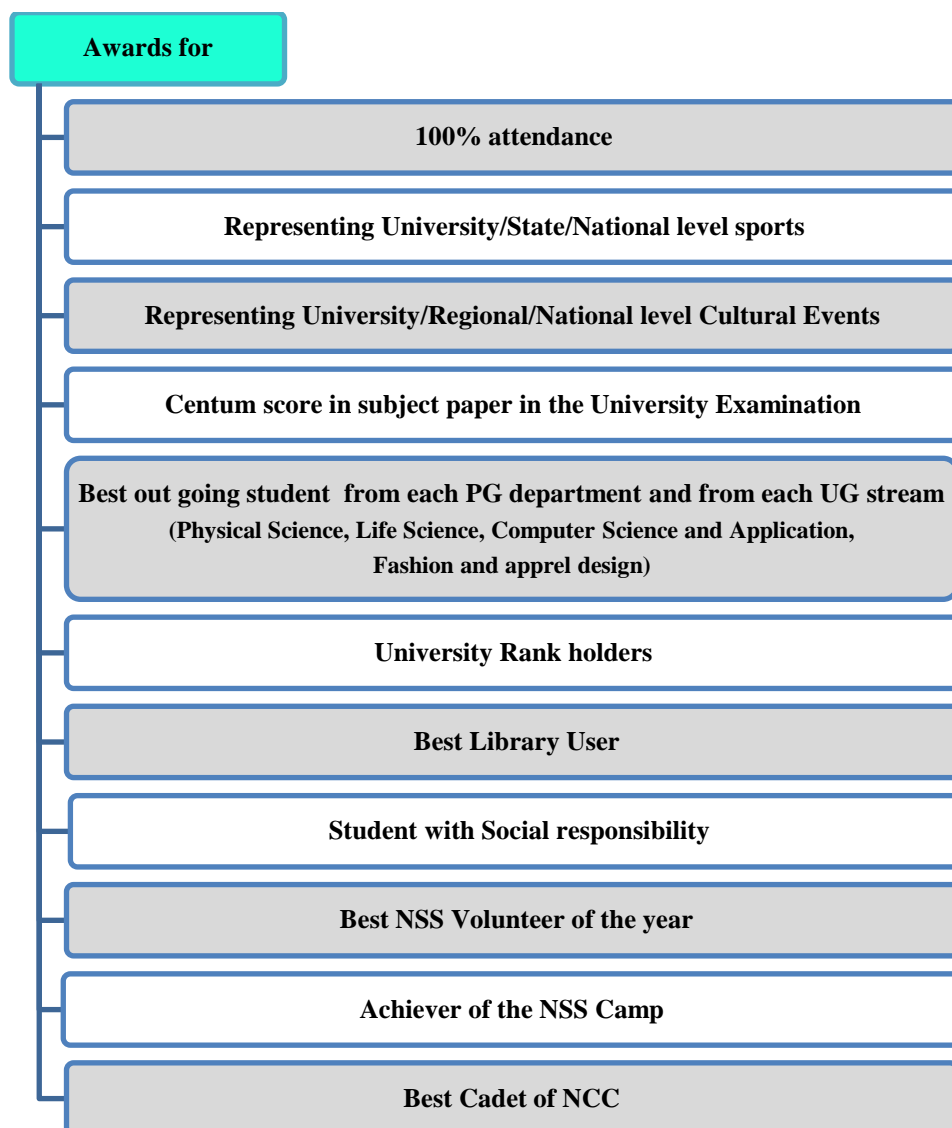 Awards for
100% attendance
Representing University/State/National level sports
Representing University/Regional/National level Cultural Events
Centum score in subject paper in the University Examination
Best out going student from each PG department and from each UG stream
(Physical Science, Life Science, Computer Science and Application,
Fashion and apprel design)
University Rank holders
Best Library User
Student with Social responsibility
Best NSS Volunteer of the year
Achiever of the NSS Camp
Best Cadet of NCC